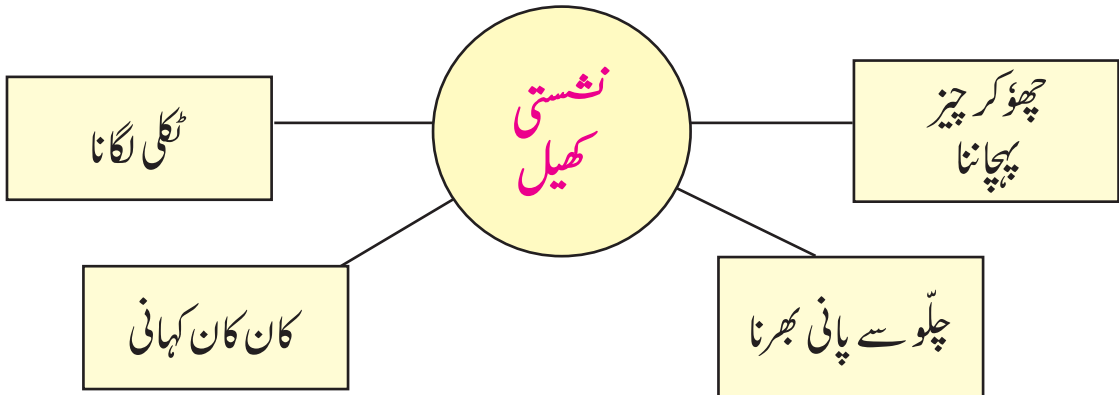 نشستی
کھیل
چھوٗ کر چیز
پہچاننا
ٹکلی لگانا
چلّو سے پانی بھرنا
کان کان کہانی